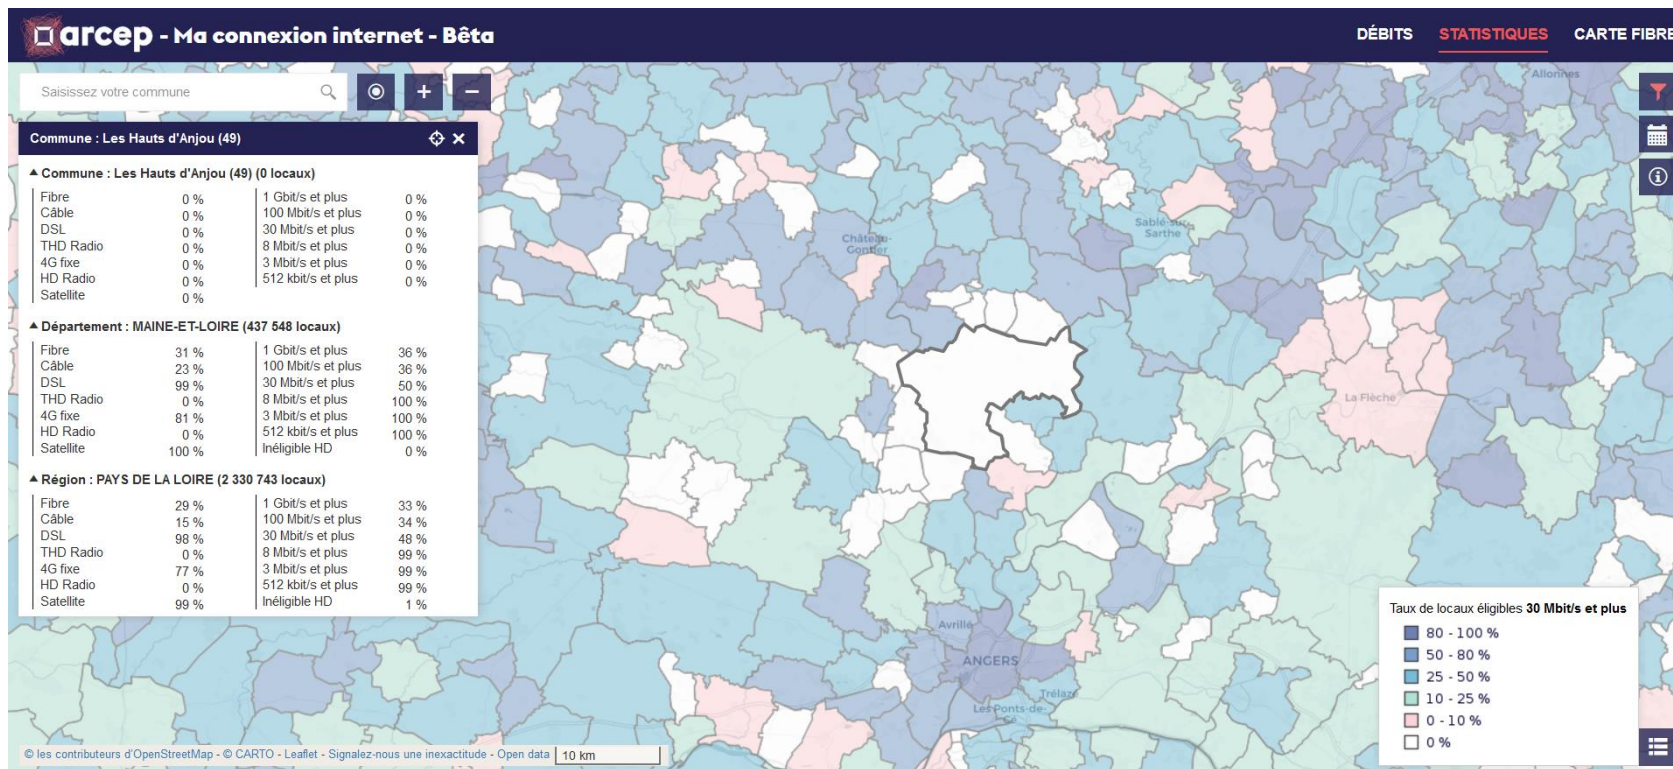 arcep - Ma connexion internet - Bêta
DÉBITS STATISTIQUES CARTE FIBRE
Saisissez votre commune
Commune : Les Hauts d'Anjou (49)
Commune : Les Hauts d'Anjou (49) (0 locaux)
Fibre 0 % 1 Gbit/s et plus 0 %
Câble 0 % 100 Mbit/s et plus 0 %
DSL 0 % 30 Mbit/s et plus 0 %
THD Radio 0 % 8 Mbit/s et plus 0 %
4G fixe 0 % 3 Mbit/s et plus 0 %
HD Radio 0 % 512 kbit/s et plus 0 %
Satellite 0 %
Département : MAINE-ET-LOIRE (437 548 locaux)
Fibre 31 % 1 Gbit/s et plus 36 %
Câble 23 % 100 Mbit/s et plus 36 %
DSL 99 % 30 Mbit/s et plus 50 %
THD Radio 0 % 8 Mbit/s et plus 100 %
4G fixe 81 % 3 Mbit/s et plus 100 %
HD Radio 0 % 512 kbit/s et plus 100 %
Satellite 100 % Inéligible HD 0 %
Région : PAYS DE LA LOIRE (2 330 743 locaux)
Fibre 29 % 1 Gbit/s et plus 33 %
Câble 15 % 100 Mbit/s et plus 34 %
DSL 98 % 30 Mbit/s et plus 48 %
THD Radio 0 % 8 Mbit/s et plus 99 %
4G fixe 77 % 3 Mbit/s et plus 99 %
HD Radio 0 % 512 kbit/s et plus 99 %
Satellite 99 % Inéligible HD 1 %
Allonnes
Sablé-sur-
Sarthe
Château-
Gontier
La Flèche
Avrillé
ANGERS
Trélazé
Les Ponts-de-
Cé
Taux de locaux éligibles 30 Mbit/s et plus
80 - 100 %
50 - 80 %
25 - 50 %
10 - 25 %
0 - 10 %
0 %
© les contributeurs d'OpenStreetMap - © CARTO - Leaflet - Signalez-nous une inexactitude - Open data 10 km